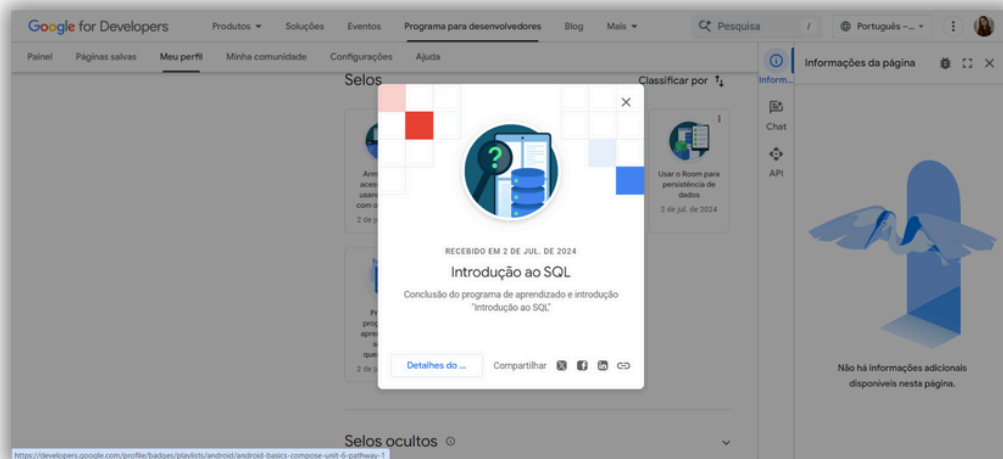 Google for Developers Produtos Soluções Eventos Programa para desenvolvedores Blog Mais Pesquisa / Português –...
Painel Páginas salvas Meu perfil Minha comunidade Configurações Ajuda
Selos Classificar por
Usar o Room para
persistência de
dados
2 de jul. de 2024
RECEBIDO EM 2 DE JUL. DE 2024
Introdução ao SQL
Conclusão do programa de aprendizado e introdução
"Introdução ao SQL"
Detalhes do ... Compartilhar
Selos ocultos
Informações da página
Inform...
Chat
API
Não há informações adicionais
disponíveis nesta página.
https://developers.google.com/profile/badges/playlists/android/android-basics-compose-unit-6-pathway-1